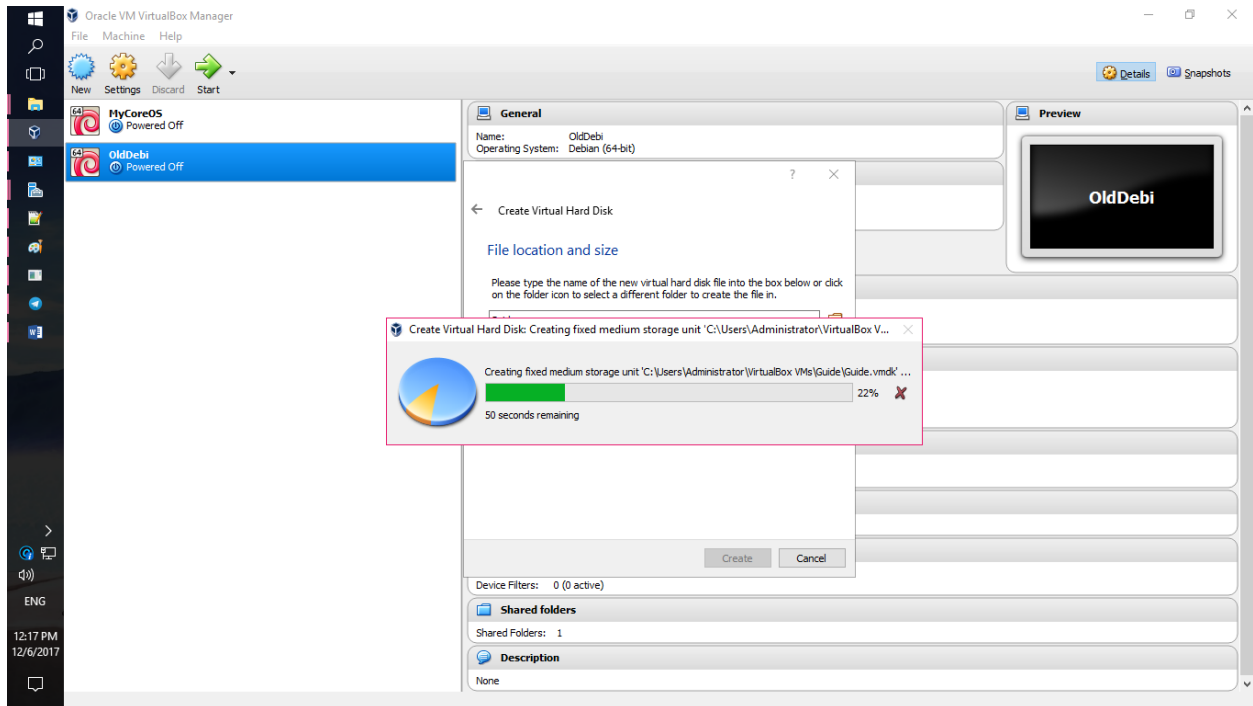 Oracle VM VirtualBox Manager
File Machine Help
New Settings Discard Start
Details Snapshots
64 MyCoreOS
Powered Off
64 OldDebi
Powered Off
General
Name: OldDebi
Operating System: Debian (64-bit)
Preview
OldDebi
?
Create Virtual Hard Disk
File location and size
Please type the name of the new virtual hard disk file into the box below or click
on the folder icon to select a different folder to create the file in.
Create Virtual Hard Disk: Creating fixed medium storage unit 'C:\Users\Administrator\VirtualBox V...
Creating fixed medium storage unit 'C:\Users\Administrator\VirtualBox VMs\Guide\Guide.vmdk' ...
22%
50 seconds remaining
Create Cancel
Device Filters: 0 (0 active)
Shared folders
Shared Folders: 1
Description
None
ENG
12:17 PM
12/6/2017